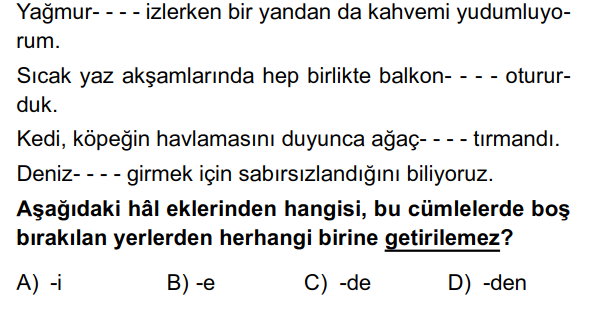 Yağmur- - - - izlerken bir yandan da kahvemi yudumluyo-
rum.
Sıcak yaz akşamlarında hep birlikte balkon- - - - oturur-
duk.
Kedi, köpeğin havlamasını duyunca ağaç- - - - tırmandı.
Deniz- - - - girmek için sabırsızlandığını biliyoruz.
Aşağıdaki hâl eklerinden hangisi, bu cümlelerde boş
bırakılan yerlerden herhangi birine getirilemez?
A) -i B) -e C) -de D) -den